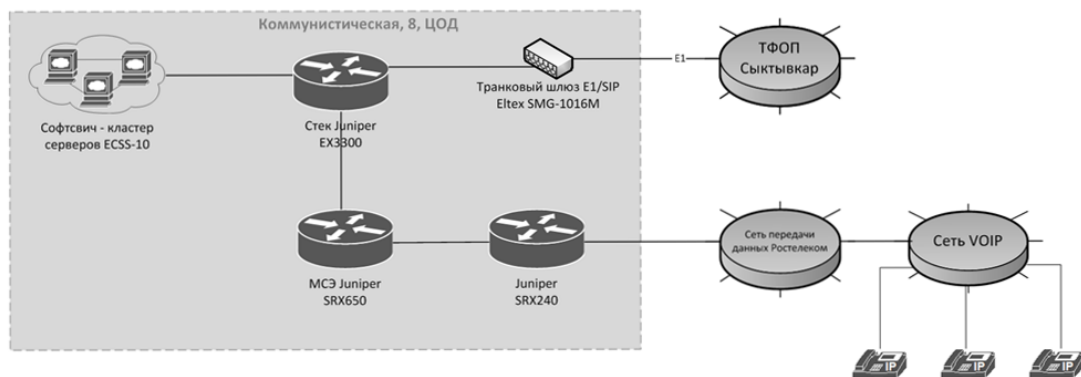 Коммунистическая, 8, ЦОД
Софтсвич - кластер
серверов ECSS-10
Стек Juniper
EX3300
Транковый шлюз E1/SIP
Eltex SMG-1016M
E1
ТФОП
Сыктывкар
МСЭ Juniper
SRX650
Juniper
SRX240
Сеть передачи
данных Ростелеком
Сеть VOIP
IP
IP
IP